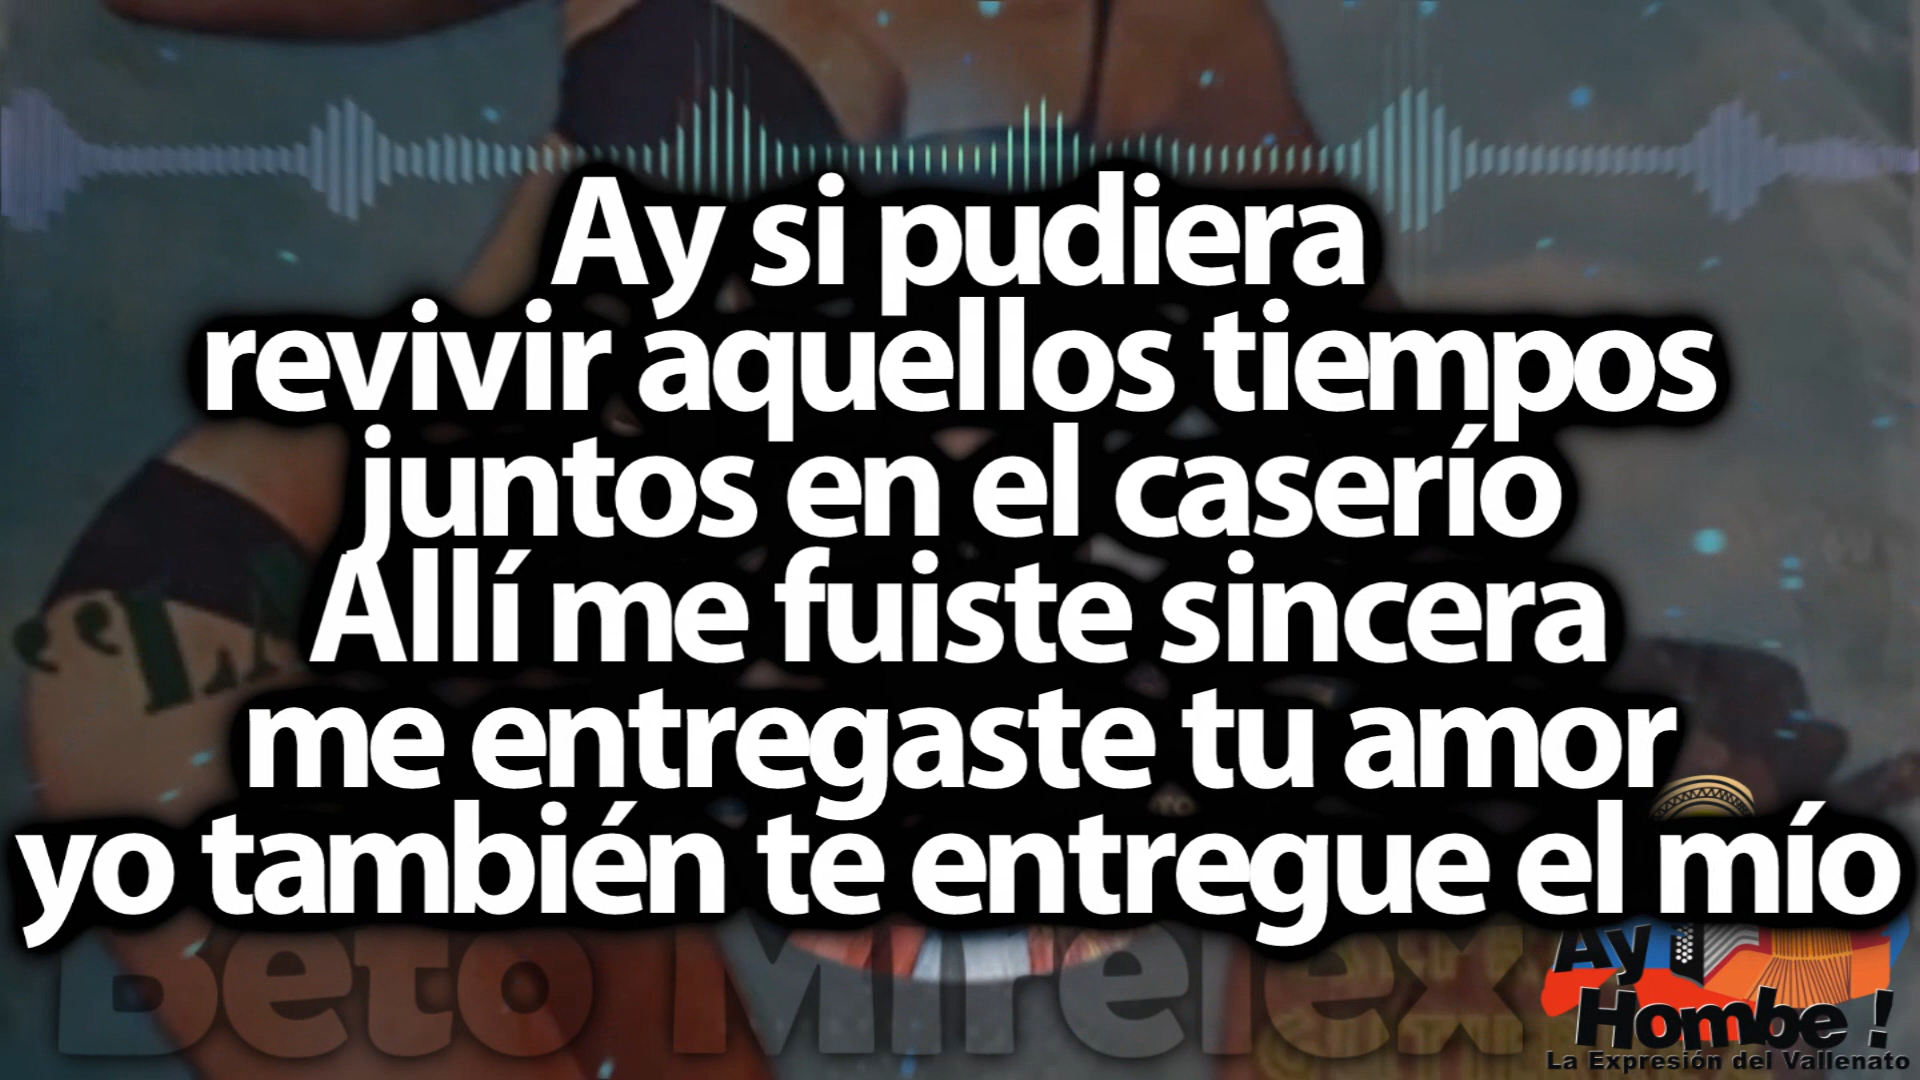 Ay si pudiera
revivir aquellos tiempos
juntos en el caserío
Allí me fuiste sincera
me entregaste tu amor
yo también te entregue el mío
Beto Mirelex
Ay
Hombe !
La Expresión del Vallenato